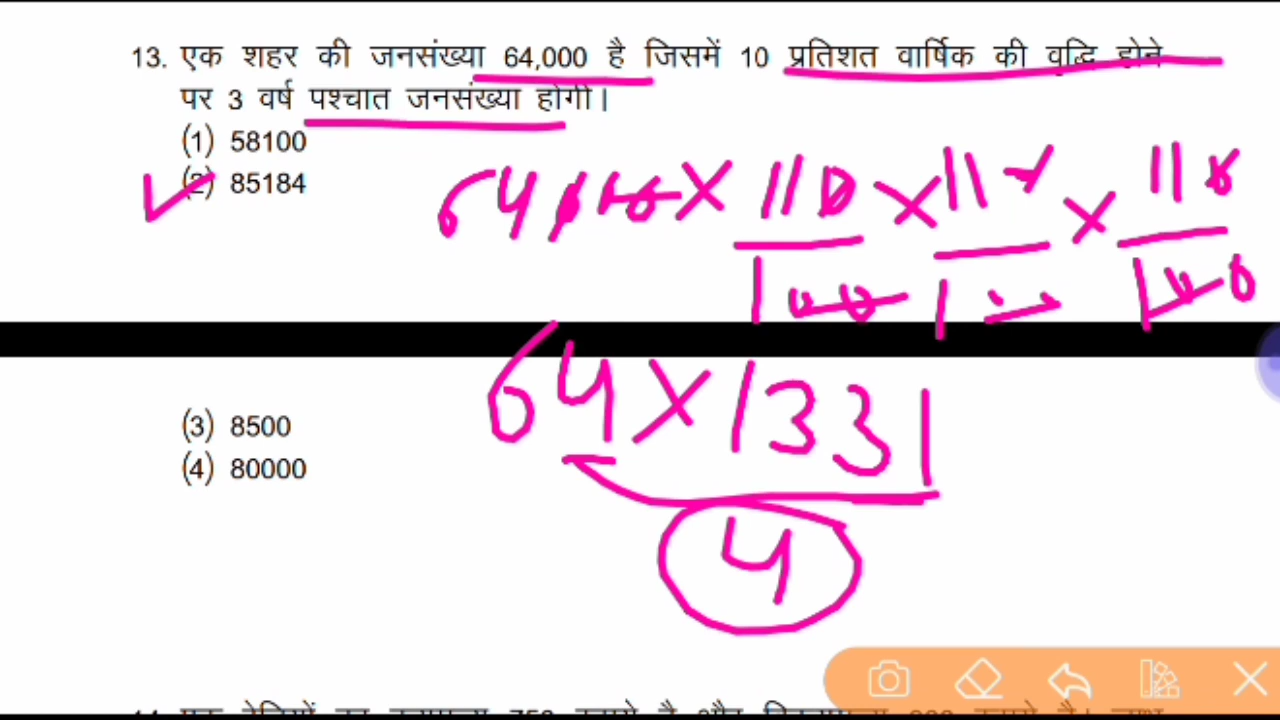 13. एक शहर की जनसंख्या 64,000 है जिसमें 10 प्रतिशत वार्षिक की वृद्धि होने
पर 3 वर्ष पश्चात जनसंख्या होगी।
(1) 58100
(2) 85184
64000 × 110 × 110 × 110
100 100 100
64 × 1331
(3) 8500
(4) 80000
4